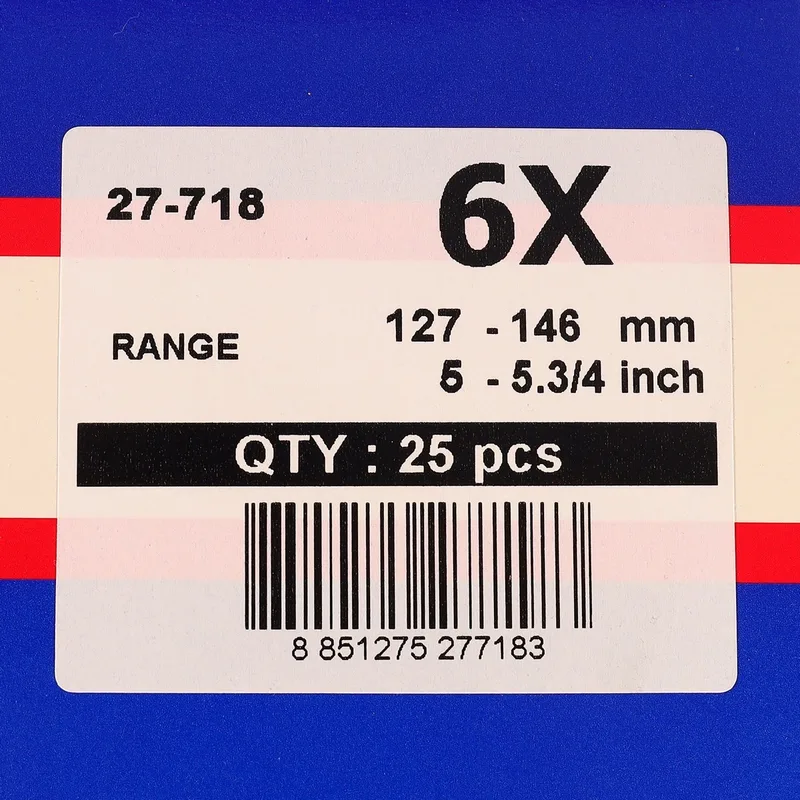 27-718
6X
RANGE
127 - 146 mm
5 - 5.3/4 inch
QTY : 25 pcs
8 851275 277183